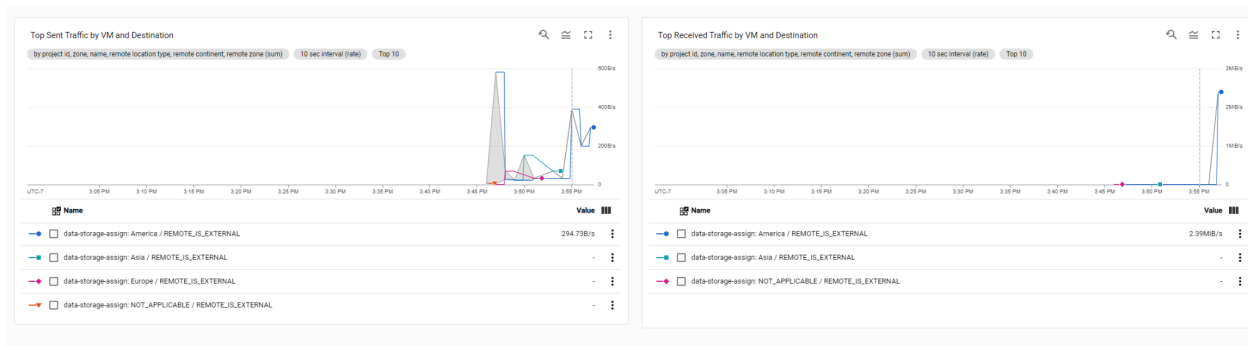 Top Sent Traffic by VM and Destination
by project id, zone, name, remote location type, remote continent, remote zone (sum) 10 sec interval (rate) Top 10
600B/s
400B/s
200B/s
0
UTC-7 3:05 PM 3:10 PM 3:15 PM 3:20 PM 3:25 PM 3:30 PM 3:35 PM 3:40 PM 3:45 PM 3:50 PM 3:55 PM
Name Value
data-storage-assign: America / REMOTE_IS_EXTERNAL 294.73B/s
data-storage-assign: Asia / REMOTE_IS_EXTERNAL -
data-storage-assign: Europe / REMOTE_IS_EXTERNAL -
data-storage-assign: NOT_APPLICABLE / REMOTE_IS_EXTERNAL -
Top Received Traffic by VM and Destination
by project id, zone, name, remote location type, remote continent, remote zone (sum) 10 sec interval (rate) Top 10
3MiB/s
2MiB/s
1MiB/s
0
UTC-7 3:05 PM 3:10 PM 3:15 PM 3:20 PM 3:25 PM 3:30 PM 3:35 PM 3:40 PM 3:45 PM 3:50 PM 3:55 PM
Name Value
data-storage-assign: America / REMOTE_IS_EXTERNAL 2.39MiB/s
data-storage-assign: Asia / REMOTE_IS_EXTERNAL -
data-storage-assign: NOT_APPLICABLE / REMOTE_IS_EXTERNAL -